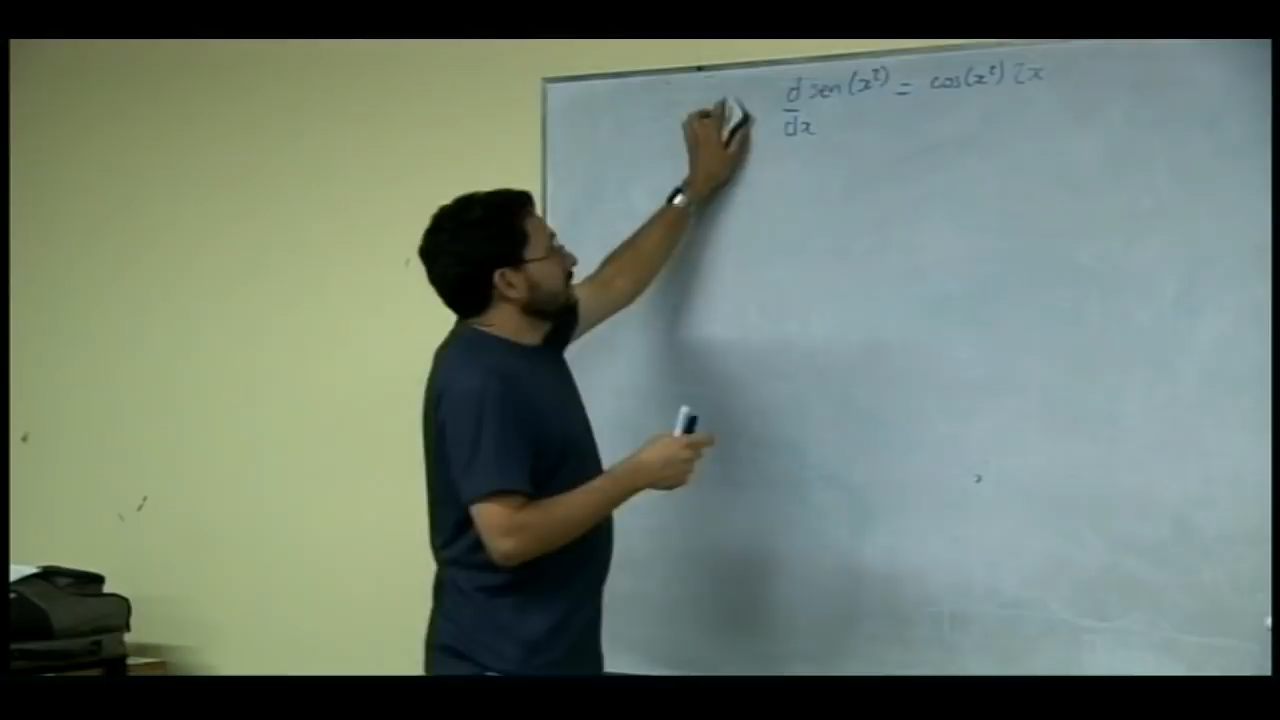 d/dx sen(x²) = cos(x²) 2x